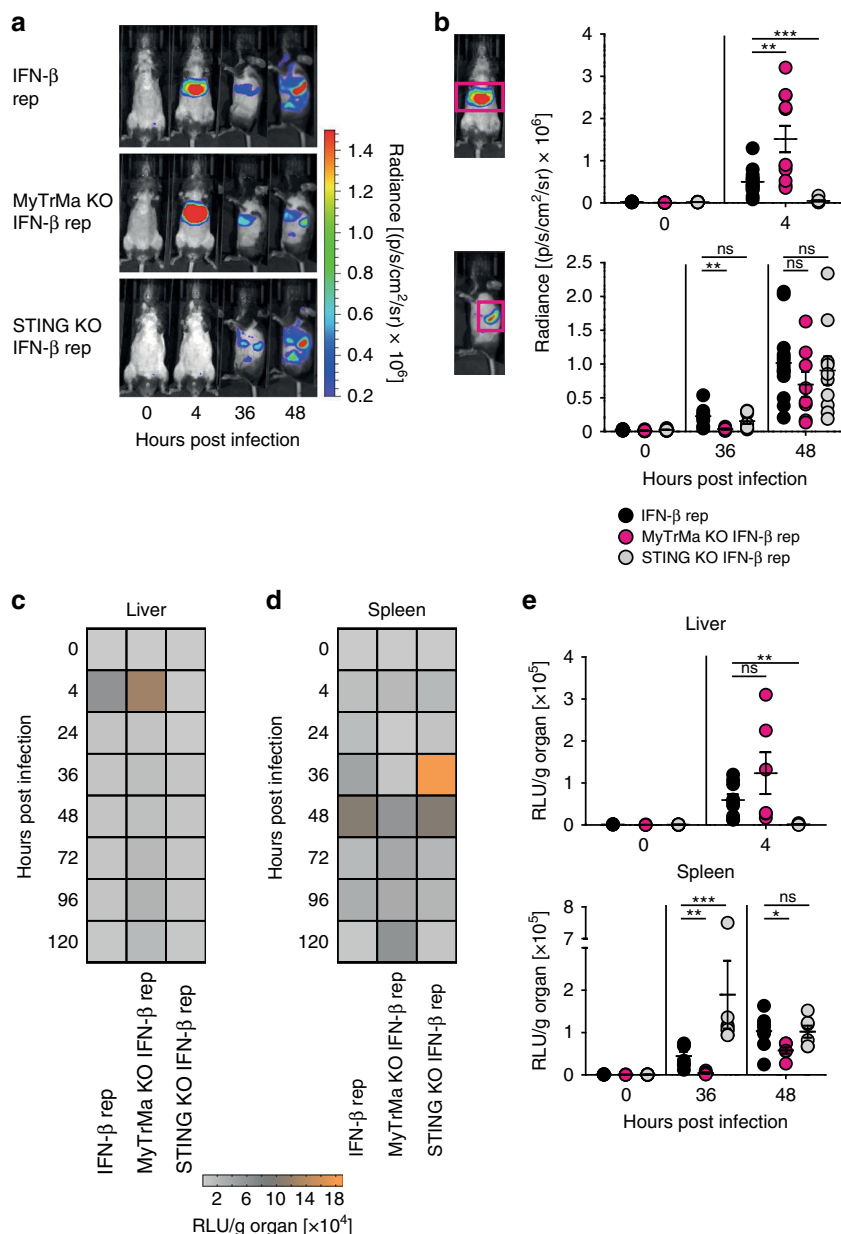 a
IFN-β
rep
MyTrMa KO
IFN-β rep
STING KO
IFN-β rep
0 4 36 48
Hours post infection
1.4
1.2
1.0
0.8
0.6
0.4
0.2
Radiance [(p/s/cm²/sr) × 10⁶]
b
Radiance [(p/s/cm²/sr) × 10⁶]
4
3
2
1
0
***
**
0 4
2.5
2.0
1.5
1.0
0.5
0.0
ns
**
ns
ns
0 36 48
Hours post infection
IFN-β rep
MyTrMa KO IFN-β rep
STING KO IFN-β rep
c
Liver
Hours post infection
0
4
24
36
48
72
96
120
IFN-β rep
MyTrMa KO IFN-β rep
STING KO IFN-β rep
d
Spleen
Hours post infection
0
4
24
36
48
72
96
120
IFN-β rep
MyTrMa KO IFN-β rep
STING KO IFN-β rep
2 6 10 14 18
RLU/g organ [×10⁴]
e
Liver
RLU/g organ [×10⁵]
4
3
2
1
0
**
ns
0 4
Spleen
RLU/g organ [×10⁵]
8
7
2
1
0
***
**
ns
*
0 36 48
Hours post infection